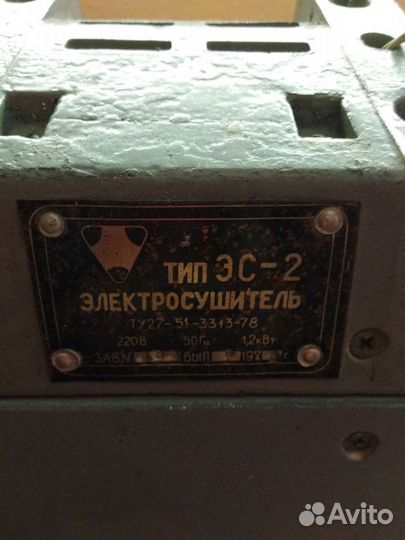 ТИП ЭС-2
ЭЛЕКТРОСУШИТЕЛЬ
ТУ27-51-3313-78
220В 50Гц 1,2кВт
ЗАВ.№ ВЫП. г.
Avito